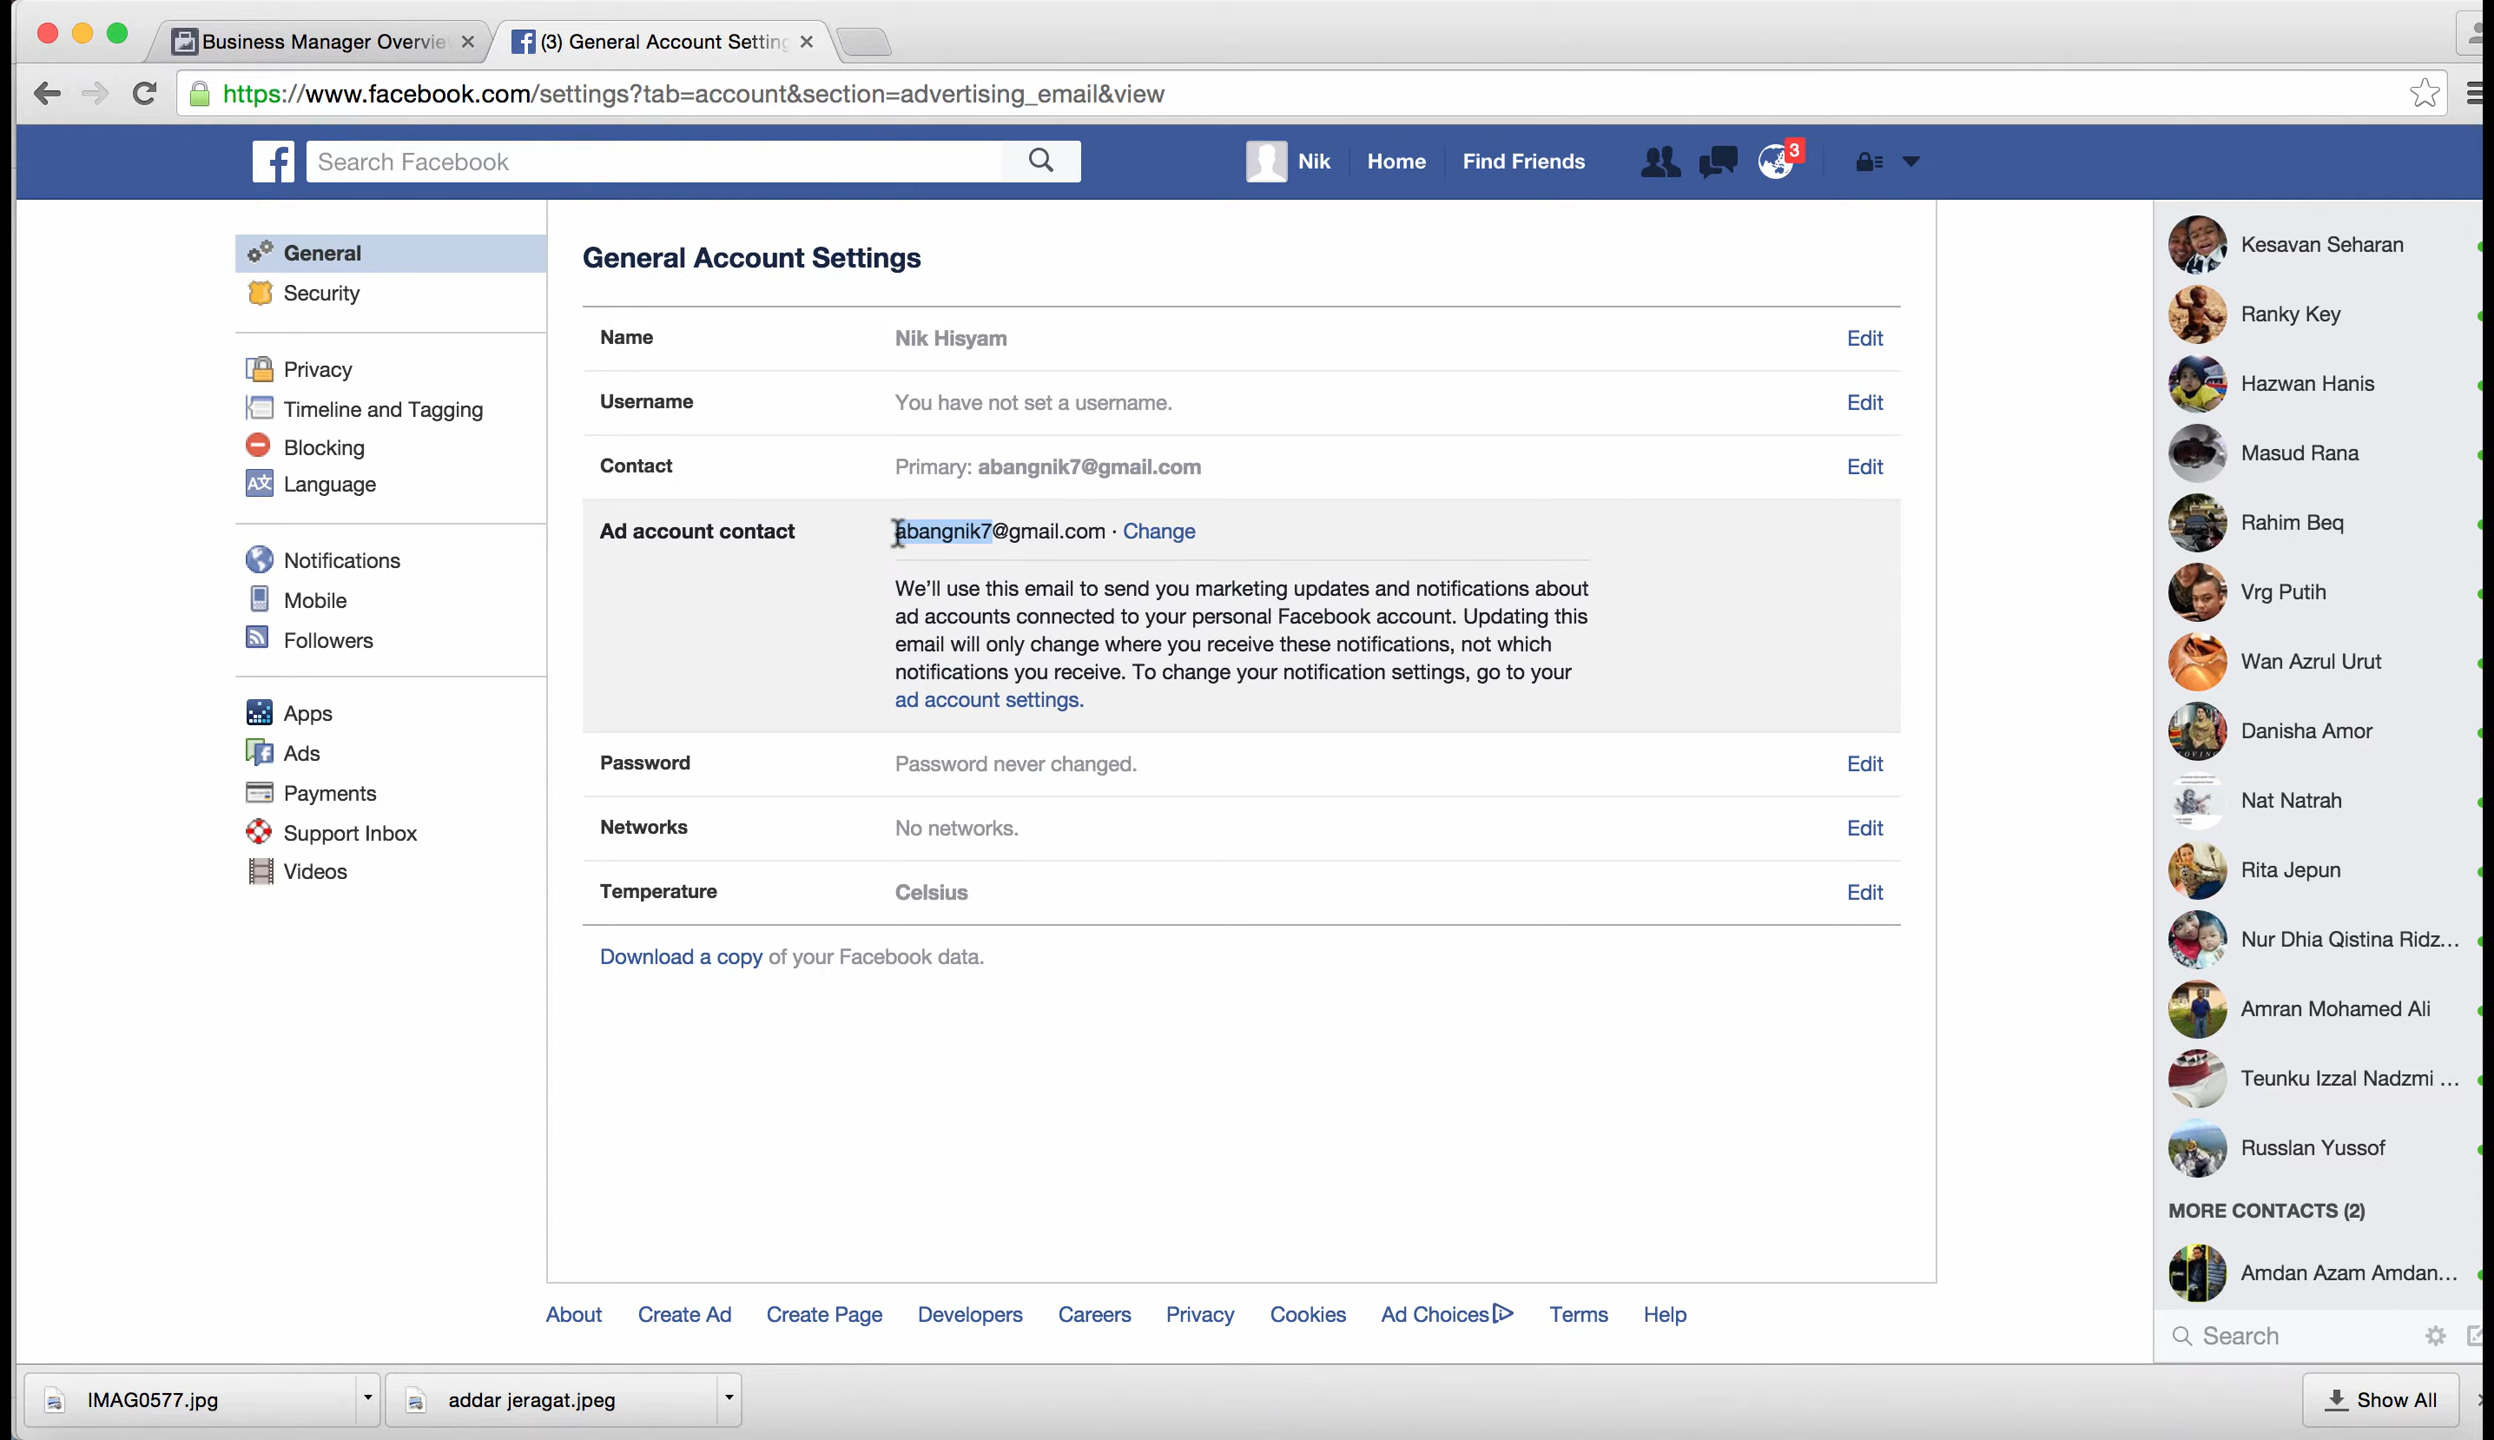 Business Manager Overvie
(3) General Account Setting
https://www.facebook.com/settings?tab=account&section=advertising_email&view
Search Facebook
Nik
Home
Find Friends
3
General
Security
Privacy
Timeline and Tagging
Blocking
Language
Notifications
Mobile
Followers
Apps
Ads
Payments
Support Inbox
Videos
General Account Settings
Name Nik Hisyam Edit
Username You have not set a username. Edit
Contact Primary: abangnik7@gmail.com Edit
Ad account contact abangnik7@gmail.com · Change
We’ll use this email to send you marketing updates and notifications about
ad accounts connected to your personal Facebook account. Updating this
email will only change where you receive these notifications, not which
notifications you receive. To change your notification settings, go to your
ad account settings.
Password Password never changed. Edit
Networks No networks. Edit
Temperature Celsius Edit
Download a copy of your Facebook data.
About Create Ad Create Page Developers Careers Privacy Cookies Ad Choices Terms Help
Kesavan Seharan
Ranky Key
Hazwan Hanis
Masud Rana
Rahim Beq
Vrg Putih
Wan Azrul Urut
Danisha Amor
Nat Natrah
Rita Jepun
Nur Dhia Qistina Ridz...
Amran Mohamed Ali
Teunku Izzal Nadzmi ...
Russlan Yussof
MORE CONTACTS (2)
Amdan Azam Amdan...
Search
IMAG0577.jpg
addar jeragat.jpeg
Show All